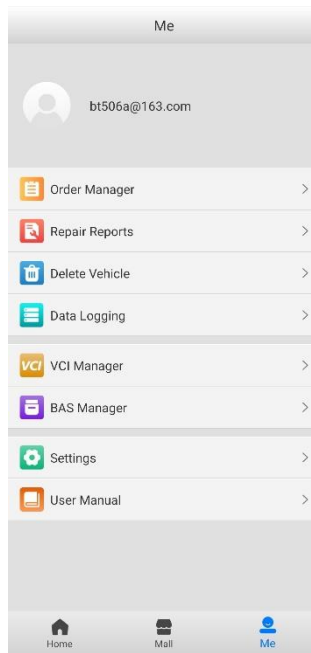 Me
bt506a@163.com
Order Manager
Repair Reports
Delete Vehicle
Data Logging
VCI VCI Manager
BAS Manager
Settings
User Manual
Home Mall Me